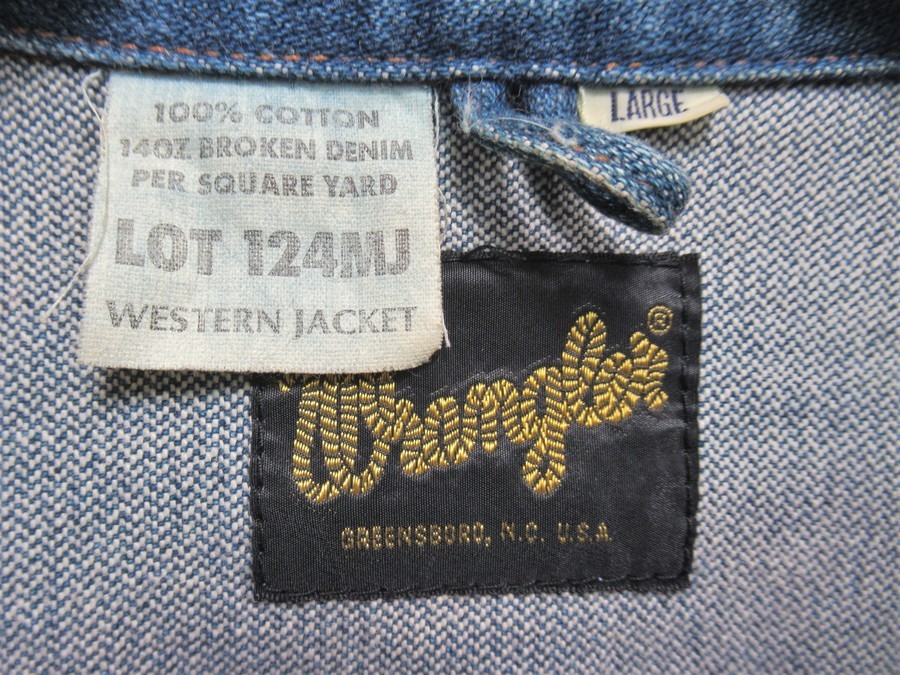 100% COTTON
14OZ. BROKEN DENIM
PER SQUARE YARD
LOT 124MJ
WESTERN JACKET
LARGE
Wrangler®
GREENSBORO, N.C. U.S.A.